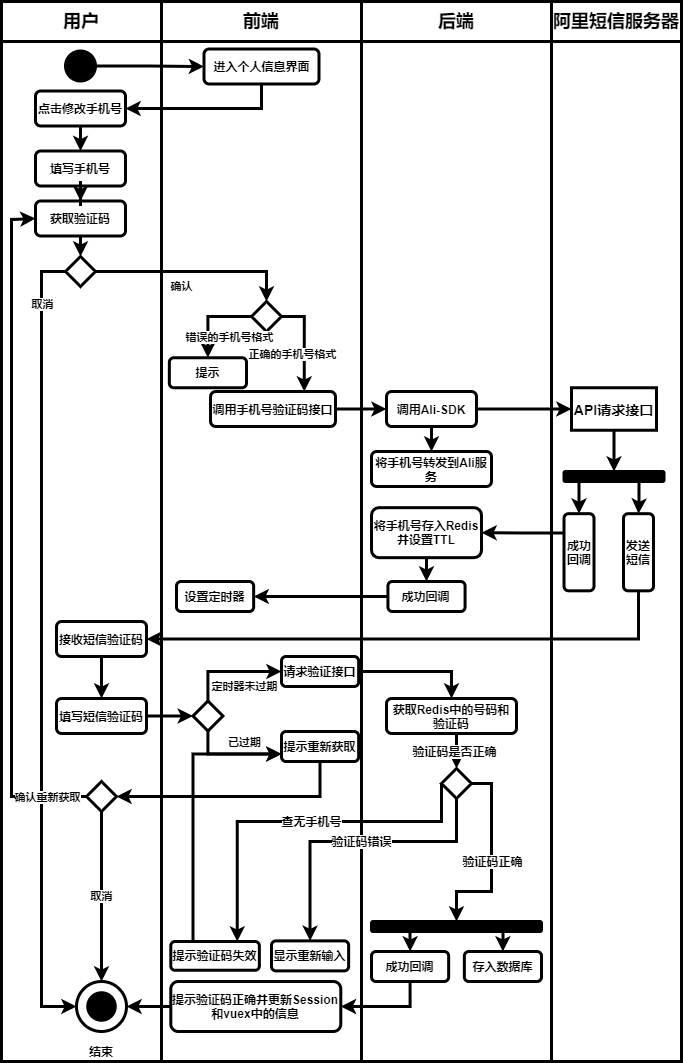 用户
前端
后端
阿里短信服务器
进入个人信息界面
点击修改手机号
填写手机号
获取验证码
取消
确认
错误的手机号格式
正确的手机号格式
提示
调用手机号验证码接口
调用Ali-SDK
API请求接口
将手机号转发到Ali服
务
将手机号存入Redis
并设置TTL
成功
回调
发送
短信
设置定时器
成功回调
接收短信验证码
定时器未过期
请求验证接口
填写短信验证码
获取Redis中的号码和
验证码
已过期
提示重新获取
验证码是否正确
确认重新获取
查无手机号
验证码错误
验证码正确
取消
提示验证码失效
显示重新输入
成功回调
存入数据库
提示验证码正确并更新Session
和vuex中的信息
结束